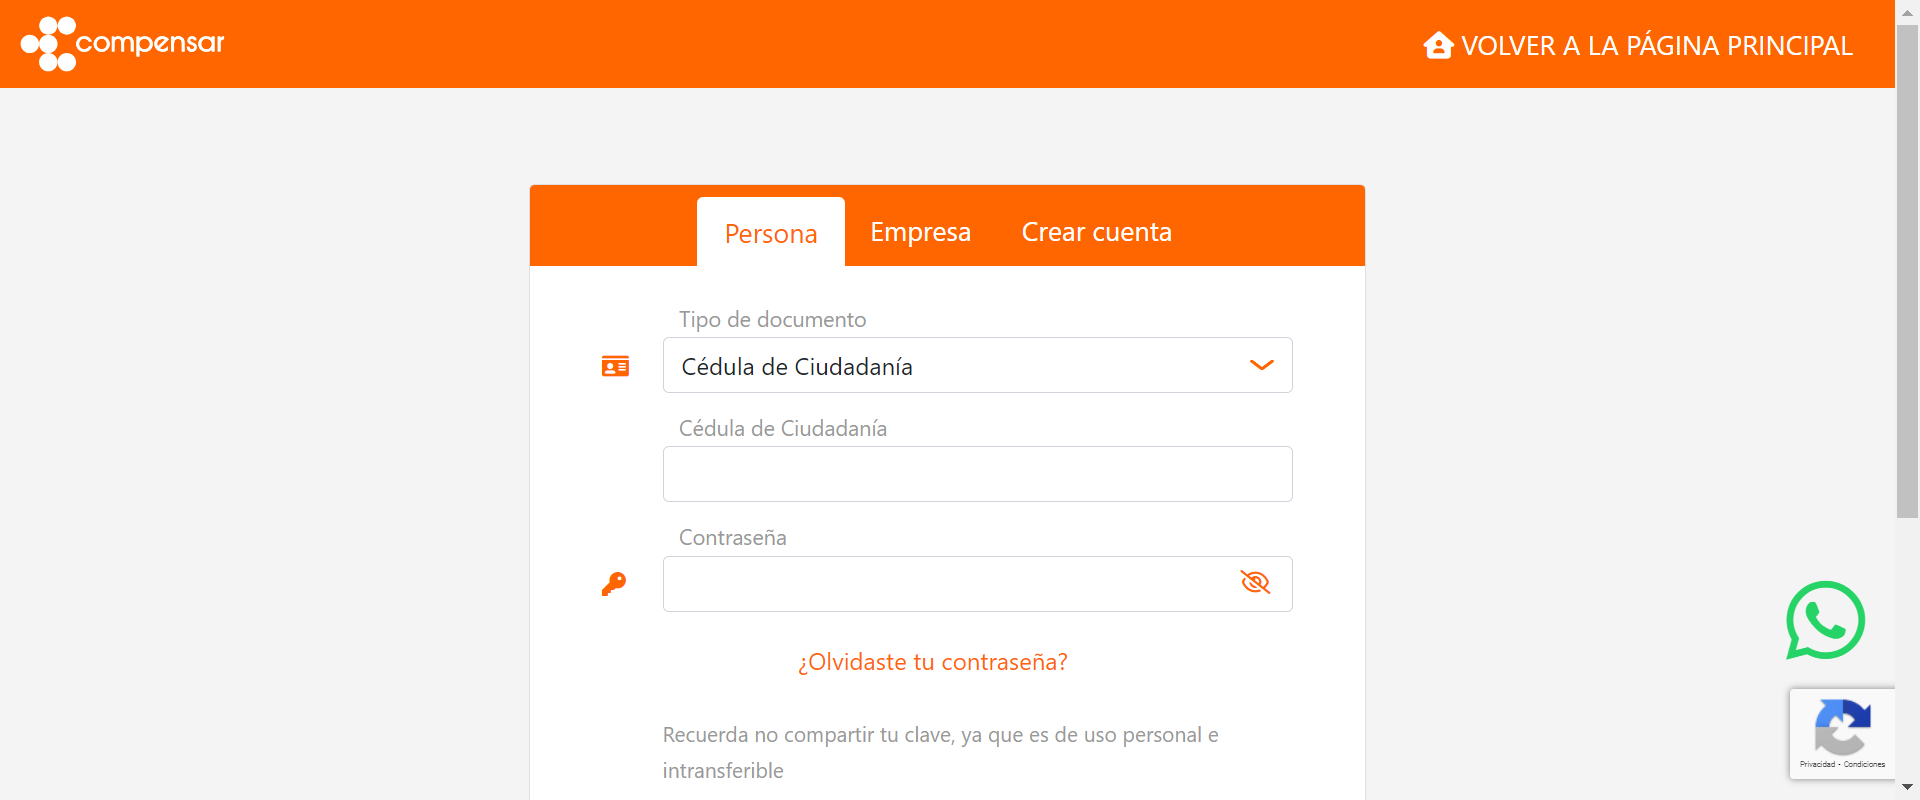 compensar
VOLVER A LA PÁGINA PRINCIPAL
Persona
Empresa
Crear cuenta
Tipo de documento
Cédula de Ciudadanía
Cédula de Ciudadanía
Contraseña
¿Olvidaste tu contraseña?
Recuerda no compartir tu clave, ya que es de uso personal e
intransferible
Privacidad - Condiciones